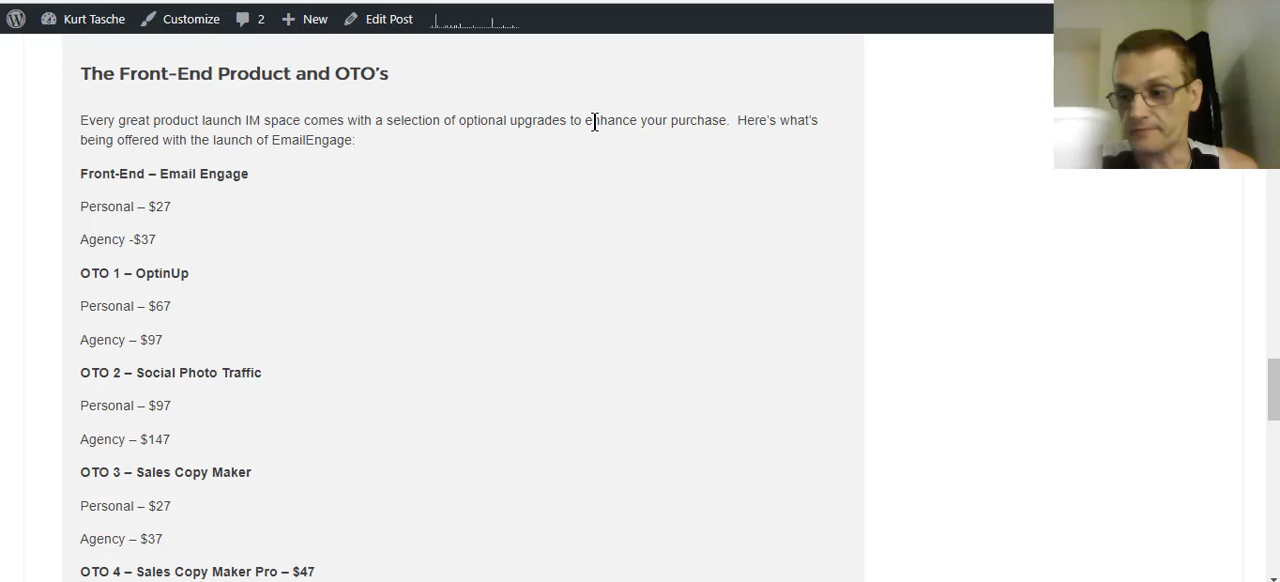 Kurt Tasche Customize 2 New Edit Post
The Front-End Product and OTO's
Every great product launch IM space comes with a selection of optional upgrades to enhance your purchase. Here's what's
being offered with the launch of EmailEngage:
Front-End – Email Engage
Personal – $27
Agency -$37
OTO 1 – OptinUp
Personal – $67
Agency – $97
OTO 2 – Social Photo Traffic
Personal – $97
Agency – $147
OTO 3 – Sales Copy Maker
Personal – $27
Agency – $37
OTO 4 – Sales Copy Maker Pro – $47